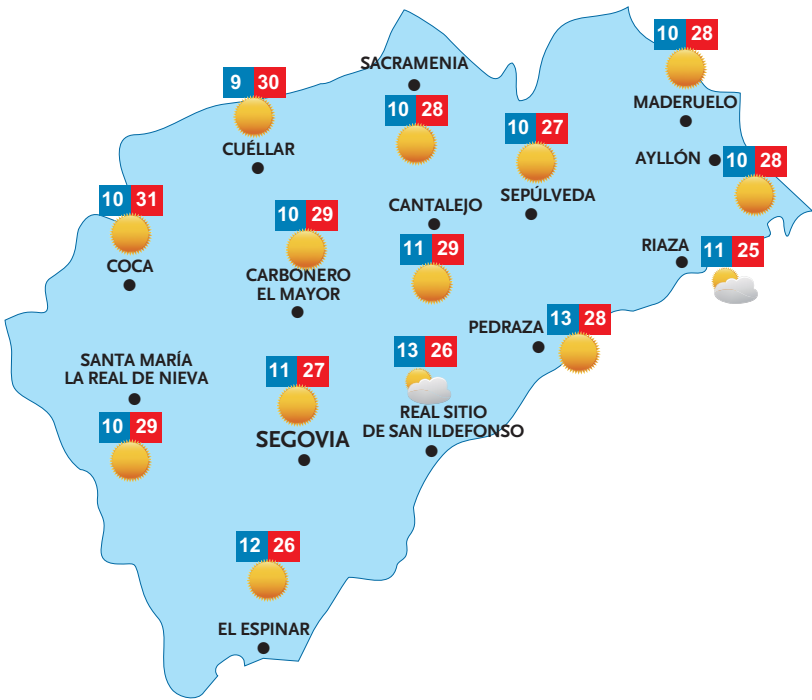 10 28
MADERUELO
SACRAMENIA
10 28
9 30
CUÉLLAR
10 27
SEPÚLVEDA
AYLLÓN
10 28
10 31
COCA
10 29
CARBONERO
EL MAYOR
CANTALEJO
11 29
RIAZA
11 25
PEDRAZA
13 28
SANTA MARÍA
LA REAL DE NIEVA
10 29
11 27
SEGOVIA
13 26
REAL SITIO
DE SAN ILDEFONSO
12 26
EL ESPINAR